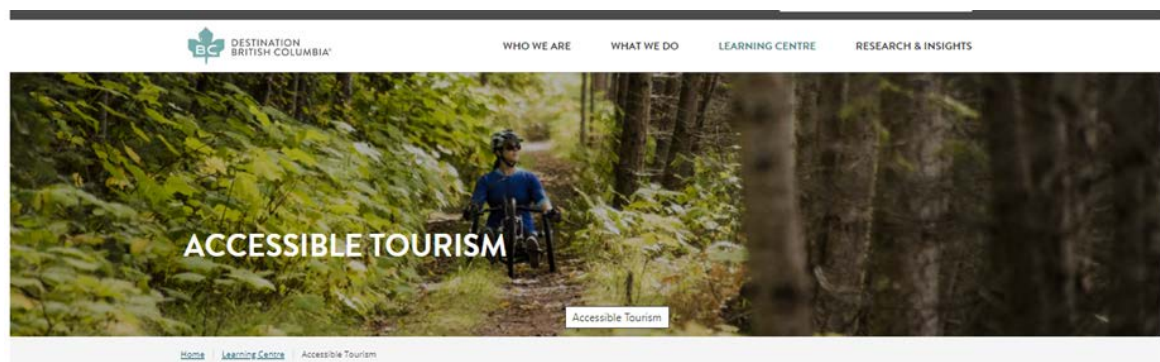 BC
DESTINATION
BRITISH COLUMBIA®
WHO WE ARE WHAT WE DO LEARNING CENTRE RESEARCH & INSIGHTS
ACCESSIBLE TOURISM
Accessible Tourism
Home | Learning Centre | Accessible Tourism